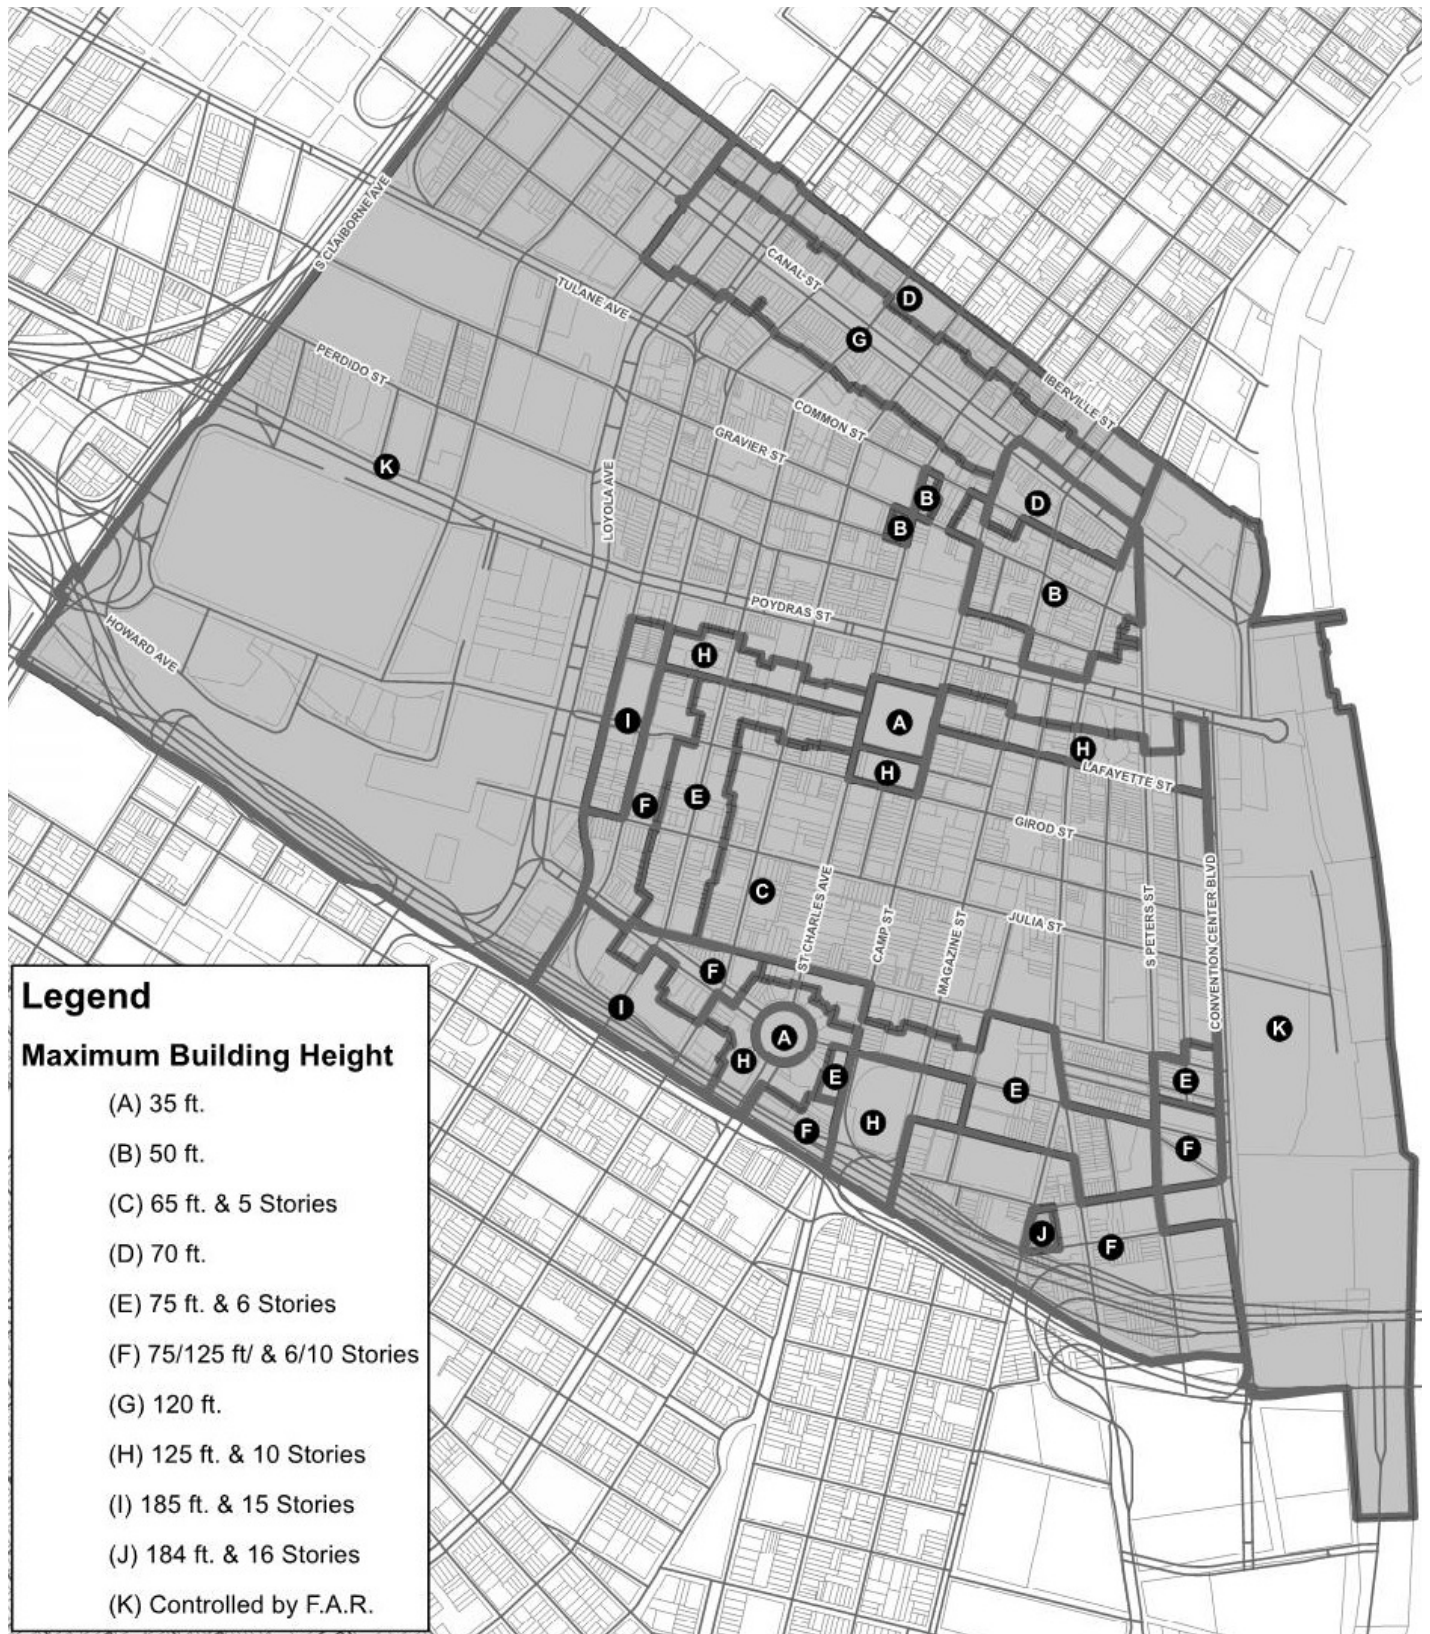 S CLAIBORNE AVE
CANAL ST
TULANE AVE
D
G
PERDIDO ST
IBERVILLE ST
COMMON ST
GRAVIER ST
K
LOYOLA AVE
B
D
B
B
POYDRAS ST
HOWARD AVE
H
I
A
H
H
LAFAYETTE ST
F
E
GIROD ST
C
ST CHARLES AVE
CAMP ST
MAGAZINE ST
JULIA ST
S PETERS ST
CONVENTION CENTER BLVD
F
I
A
K
H
E
E
E
F
H
F
J
F
Legend
Maximum Building Height
(A) 35 ft.
(B) 50 ft.
(C) 65 ft. & 5 Stories
(D) 70 ft.
(E) 75 ft. & 6 Stories
(F) 75/125 ft/ & 6/10 Stories
(G) 120 ft.
(H) 125 ft. & 10 Stories
(I) 185 ft. & 15 Stories
(J) 184 ft. & 16 Stories
(K) Controlled by F.A.R.